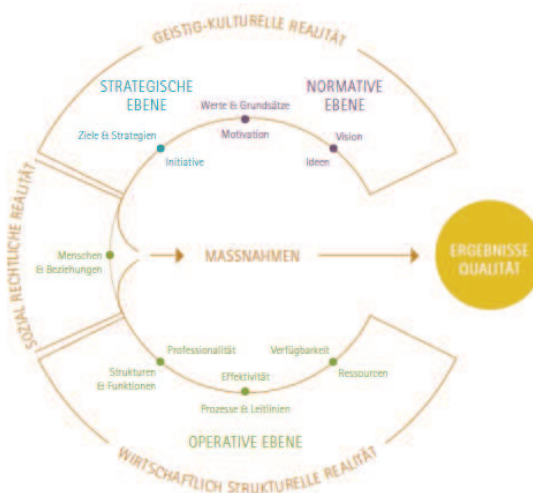 GEISTIG-KULTURELLE REALITÄT
STRATEGISCHE
EBENE
NORMATIVE
EBENE
Werte & Grundsätze
Motivation
Ziele & Strategien
Initiative
Vision
Ideen
SOZIAL RECHTLICHE REALITÄT
Menschen
& Beziehungen
MASSNAHMEN
ERGEBNISSE
QUALITÄT
Professionalität
Verfügbarkeit
Strukturen
& Funktionen
Effektivität
Ressourcen
Prozesse & Leitlinien
OPERATIVE EBENE
WIRTSCHAFTLICH STRUKTURELLE REALITÄT